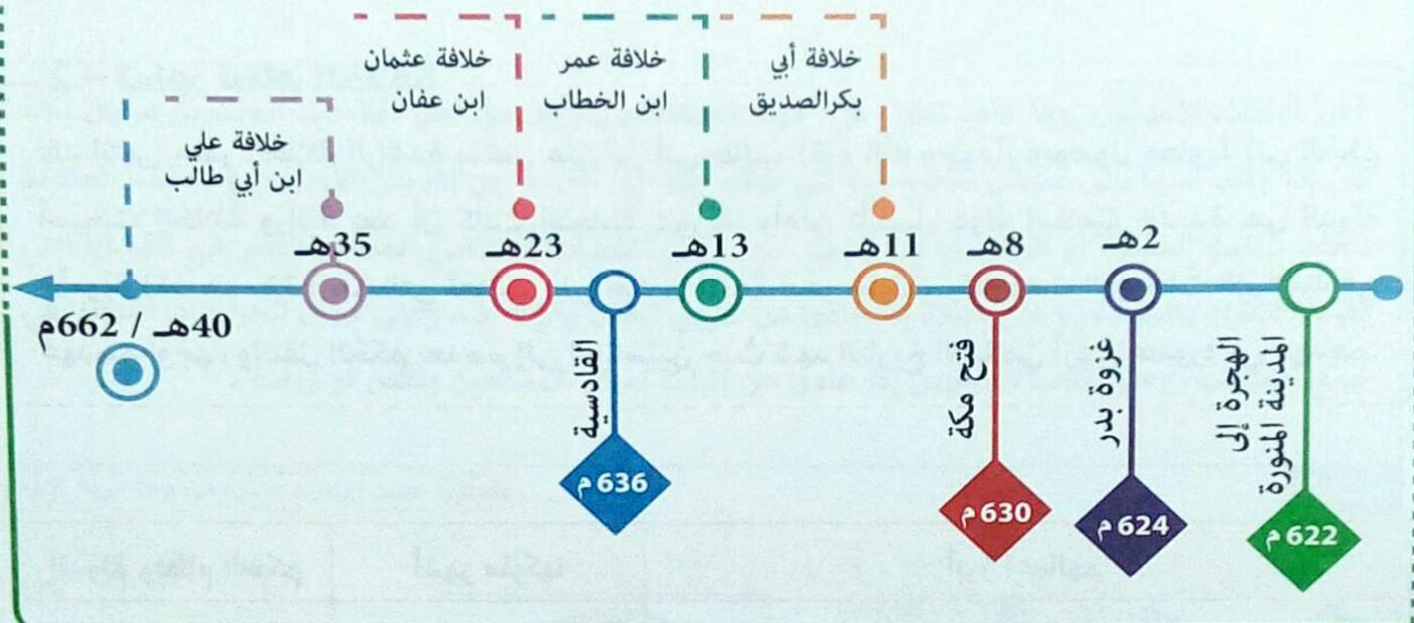 خلافة أبي
بكرالصديق
خلافة عمر
ابن الخطاب
خلافة عثمان
ابن عفان
خلافة علي
ابن أبي طالب
2هـ
8هـ
11هـ
13هـ
23هـ
35هـ
40هـ / 662م
الهجرة إلى
المدينة المنورة
622 م
غزوة بدر
624 م
فتح مكة
630 م
القادسية
636 م